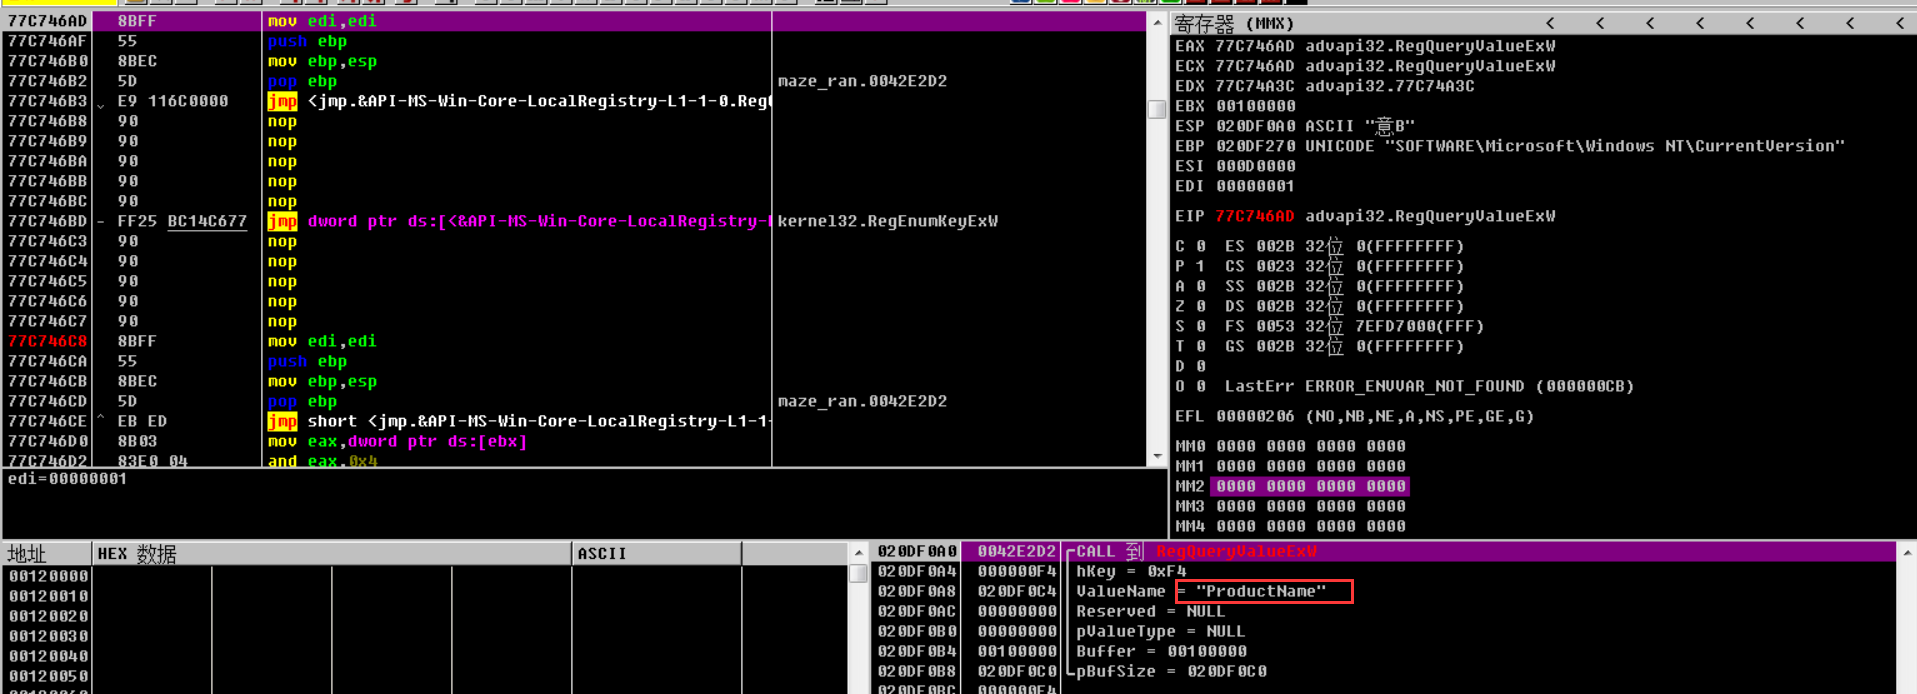 77C746AD 8BFF mov edi,edi
77C746AF 55 push ebp
77C746B0 8BEC mov ebp,esp
77C746B2 5D pop ebp maze_ran.0042E2D2
77C746B3 E9 116C0000 jmp <jmp.&API-MS-Win-Core-LocalRegistry-L1-1-0.Reg
77C746B8 90 nop
77C746B9 90 nop
77C746BA 90 nop
77C746BB 90 nop
77C746BC 90 nop
77C746BD - FF25 BC14C677 jmp dword ptr ds:[<&API-MS-Win-Core-LocalRegistry- kernel32.RegEnumKeyExW
77C746C3 90 nop
77C746C4 90 nop
77C746C5 90 nop
77C746C6 90 nop
77C746C7 90 nop
77C746C8 8BFF mov edi,edi
77C746CA 55 push ebp
77C746CB 8BEC mov ebp,esp
77C746CD 5D pop ebp maze_ran.0042E2D2
77C746CE ^ EB ED jmp short <jmp.&API-MS-Win-Core-LocalRegistry-L1-1-
77C746D0 8B03 mov eax,dword ptr ds:[ebx]
77C746D2 83E0 04 and eax,0x4
edi=00000001
寄存器 (MMX) < < < < < < < <
EAX 77C746AD advapi32.RegQueryValueExW
ECX 77C746AD advapi32.RegQueryValueExW
EDX 77C74A3C advapi32.77C74A3C
EBX 00100000
ESP 020DF0A0 ASCII "意B"
EBP 020DF270 UNICODE "SOFTWARE\Microsoft\Windows NT\CurrentVersion"
ESI 000D0000
EDI 00000001
EIP 77C746AD advapi32.RegQueryValueExW
C 0 ES 002B 32位 0(FFFFFFFF)
P 1 CS 0023 32位 0(FFFFFFFF)
A 0 SS 002B 32位 0(FFFFFFFF)
Z 0 DS 002B 32位 0(FFFFFFFF)
S 0 FS 0053 32位 7EFD7000(FFF)
T 0 GS 002B 32位 0(FFFFFFFF)
D 0
O 0 LastErr ERROR_ENVVAR_NOT_FOUND (000000CB)
EFL 00000206 (NO,NB,NE,A,NS,PE,GE,G)
MM0 0000 0000 0000 0000
MM1 0000 0000 0000 0000
MM2 0000 0000 0000 0000
MM3 0000 0000 0000 0000
MM4 0000 0000 0000 0000
地址 HEX 数据 ASCII
00120000
00120010
00120020
00120030
00120040
00120050
020DF0A0 0042E2D2 CALL 到 RegQueryValueExW
020DF0A4 000000F4 hKey = 0xF4
020DF0A8 020DF0C4 ValueName = "ProductName"
020DF0AC 00000000 Reserved = NULL
020DF0B0 00000000 pValueType = NULL
020DF0B4 00100000 Buffer = 00100000
020DF0B8 020DF0C0 pBufSize = 020DF0C0
020DF0BC 000000F4